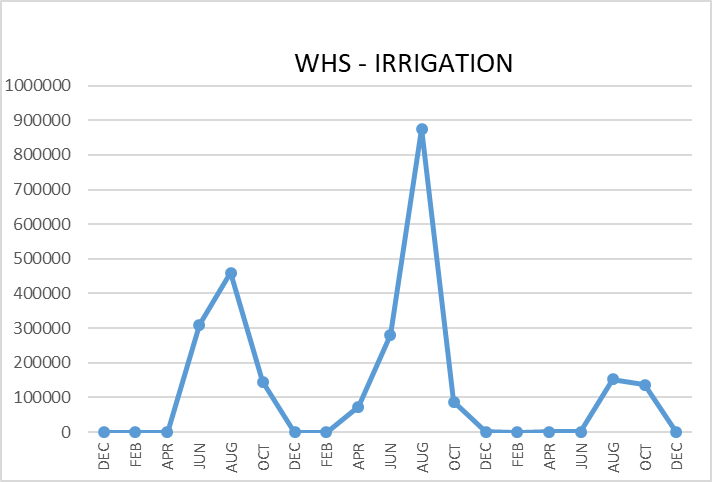 WHS - IRRIGATION
1000000
900000
800000
700000
600000
500000
400000
300000
200000
100000
0
DEC
FEB
APR
JUN
AUG
OCT
DEC
FEB
APR
JUN
AUG
OCT
DEC
FEB
APR
JUN
AUG
OCT
DEC